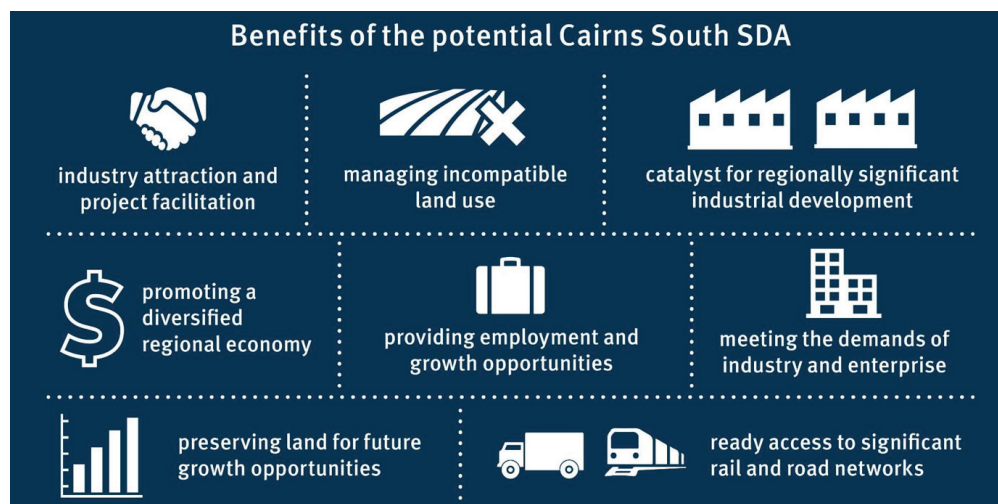 Benefits of the potential Cairns South SDA
industry attraction and
project facilitation
managing incompatible
land use
catalyst for regionally significant
industrial development
promoting a
diversified
regional economy
providing employment and
growth opportunities
meeting the demands of
industry and enterprise
preserving land for future
growth opportunities
ready access to significant
rail and road networks